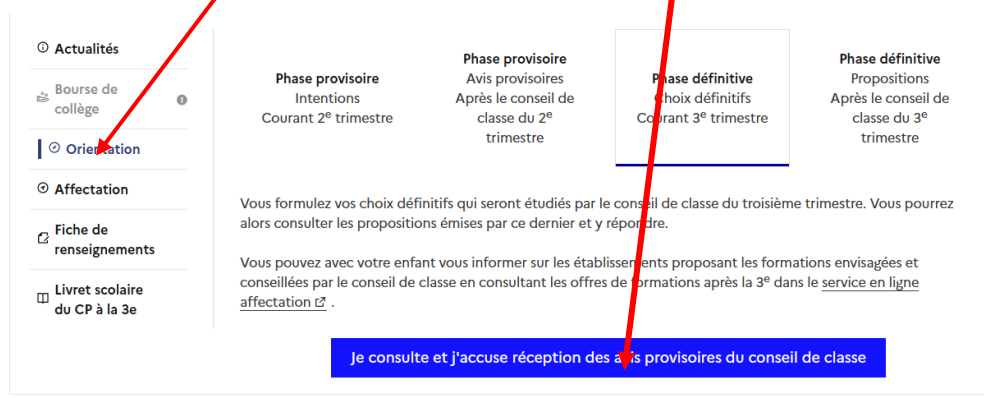 Actualités
Bourse de
collège
Orientation
Affectation
Fiche de
renseignements
Livret scolaire
du CP à la 3e
Phase provisoire
Intentions
Courant 2e trimestre
Phase provisoire
Avis provisoires
Après le conseil de
classe du 2e
trimestre
Phase définitive
Choix définitifs
Courant 3e trimestre
Phase définitive
Propositions
Après le conseil de
classe du 3e
trimestre
Vous formulez vos choix définitifs qui seront étudiés par le conseil de classe du troisième trimestre. Vous pourrez
alors consulter les propositions émises par ce dernier et y répondre.
Vous pouvez avec votre enfant vous informer sur les établissements proposant les formations envisagées et
conseillées par le conseil de classe en consultant les offres de formations après la 3e dans le service en ligne
affectation .
Je consulte et j'accuse réception des avis provisoires du conseil de classe